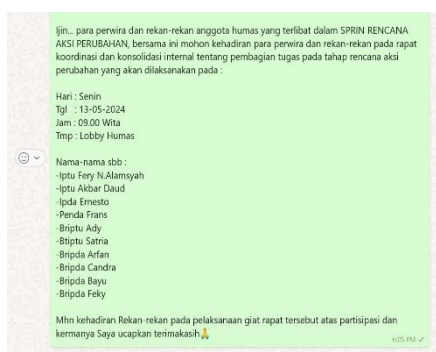 Ijin... para perwira dan rekan-rekan anggota humas yang terlibat dalam SPRIN RENCANA
AKSI PERUBAHAN, bersama ini mohon kehadiran para perwira dan rekan-rekan pada rapat
koordinasi dan konsolidasi internal tentang pembagian tugas pada tahap rencana aksi
perubahan yang akan dilaksanakan pada :
Hari : Senin
Tgl : 13-05-2024
Jam : 09.00 Wita
Tmp : Lobby Humas
Nama-nama sbb :
-Iptu Fery N.Alamsyah
-Iptu Akbar Daud
-Ipda Ernesto
-Penda Frans
-Briptu Ady
-Btiptu Satria
-Bripda Arfan
-Bripda Candra
-Bripda Bayu
-Bripda Feky
Mhn kehadiran Rekan-rekan pada pelaksanaan giat rapat tersebut atas partisipasi dan
kermanya Saya ucapkan terimakasih🙏
6:05 PM ✓